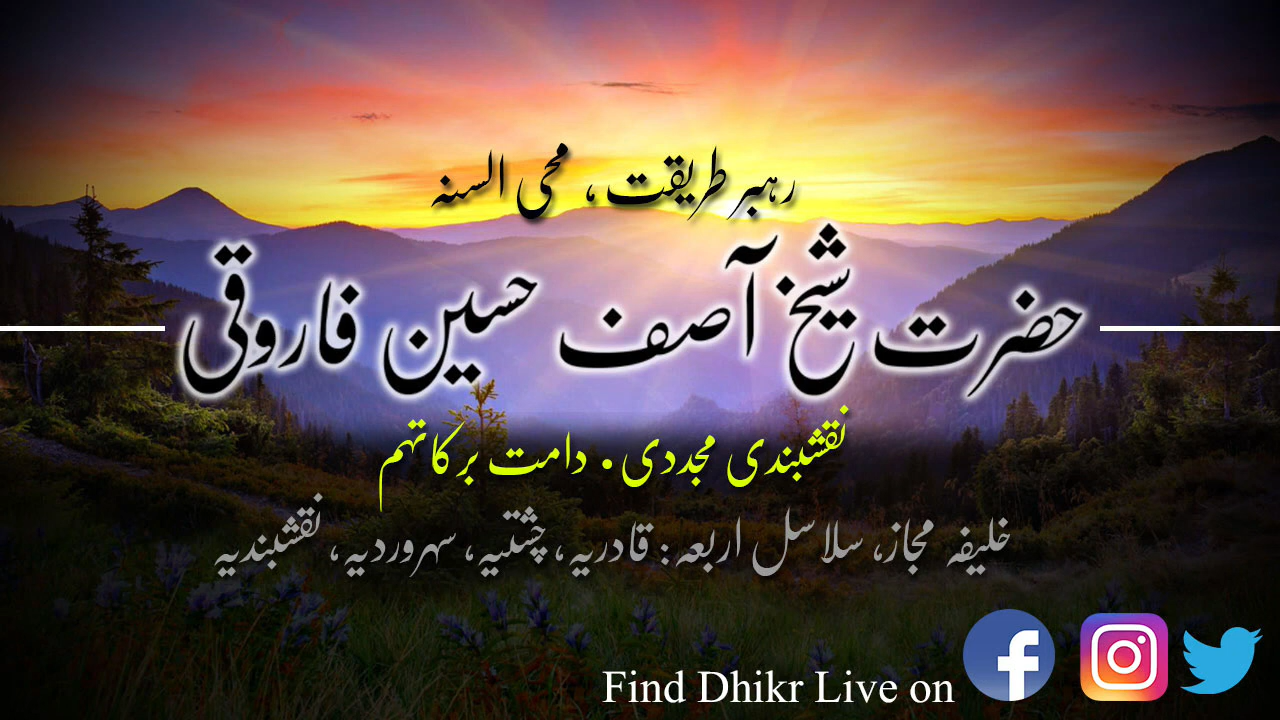 رہبر طریقت ، محی السنہ
حضرت شیخ آصف حسین فاروقی
نقشبندی مجددی . دامت برکاتہم
خلیفہ مجاز، سلاسل اربعہ: قادریہ، چشتیہ، سہروردیہ، نقشبندیہ
Find Dhikr Live on